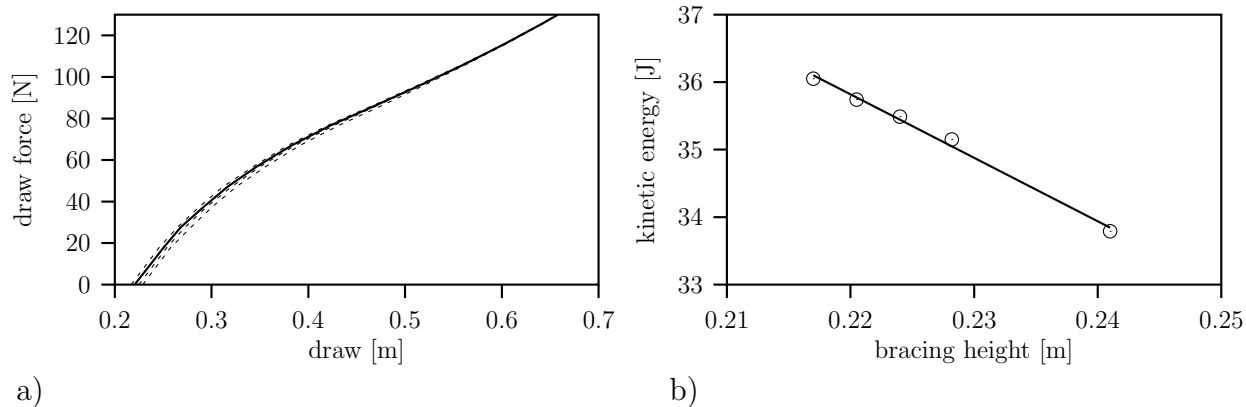 draw force [N]
120
100
80
60
40
20
0
0.2 0.3 0.4 0.5 0.6 0.7
draw [m]
a)
kinetic energy [J]
37
36
35
34
33
0.21 0.22 0.23 0.24 0.25
bracing height [m]
b)